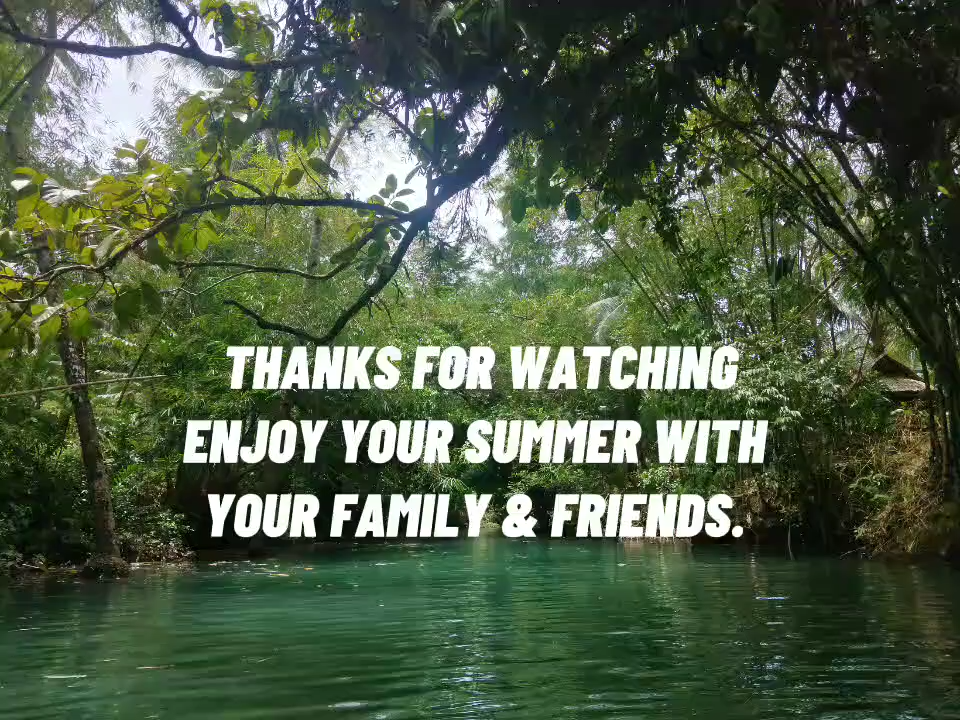 THANKS FOR WATCHING
ENJOY YOUR SUMMER WITH
YOUR FAMILY & FRIENDS.